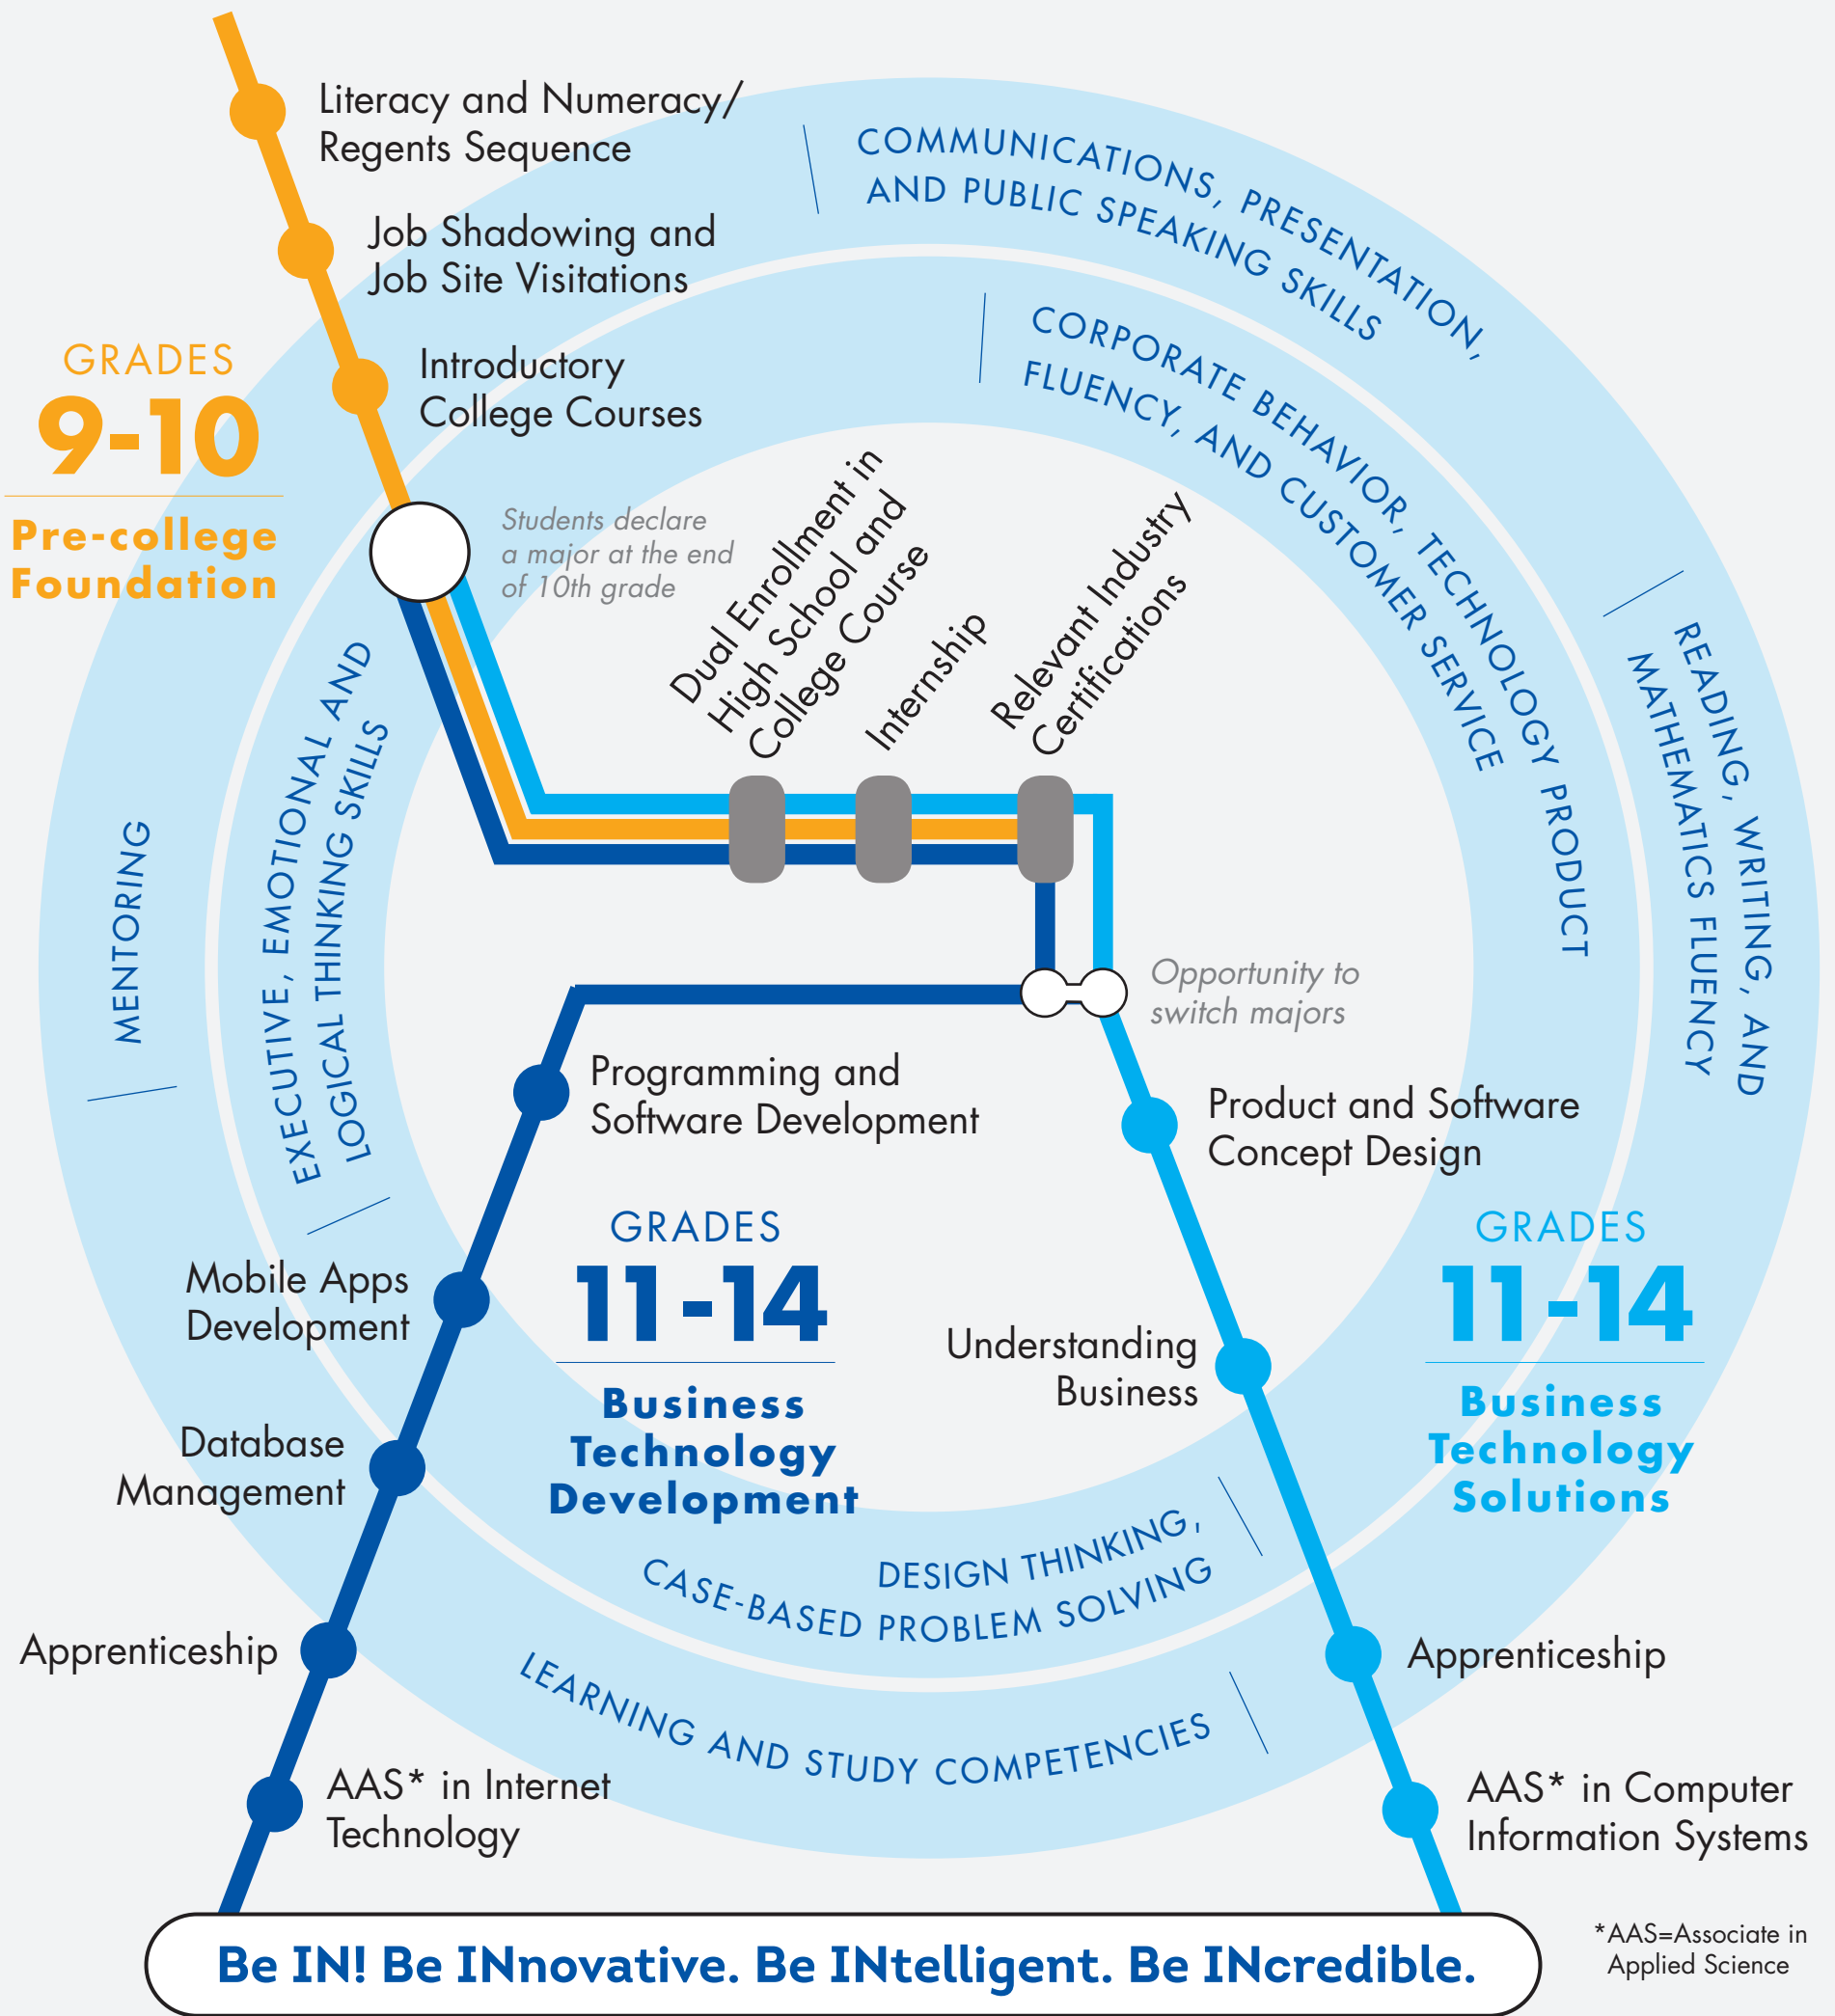 Literacy and Numeracy/
Regents Sequence
Job Shadowing and
Job Site Visitations
Introductory
College Courses
GRADES
9-10
Pre-college
Foundation
Students declare
a major at the end
of 10th grade
COMMUNICATIONS, PRESENTATION,
AND PUBLIC SPEAKING SKILLS
CORPORATE BEHAVIOR, TECHNOLOGY PRODUCT
FLUENCY, AND CUSTOMER SERVICE
READING, WRITING, AND
MATHEMATICS FLUENCY
Dual Enrollment in
High School and
College Course
Internship
Relevant Industry
Certifications
MENTORING
EXECUTIVE, EMOTIONAL AND
LOGICAL THINKING SKILLS
Opportunity to
switch majors
Programming and
Software Development
Product and Software
Concept Design
Mobile Apps
Development
GRADES
11-14
Business
Technology
Development
Understanding
Business
GRADES
11-14
Business
Technology
Solutions
Database
Management
DESIGN THINKING,
CASE-BASED PROBLEM SOLVING
LEARNING AND STUDY COMPETENCIES
Apprenticeship
Apprenticeship
AAS* in Internet
Technology
AAS* in Computer
Information Systems
Be IN! Be INnovative. Be INtelligent. Be INcredible.
*AAS=Associate in
Applied Science